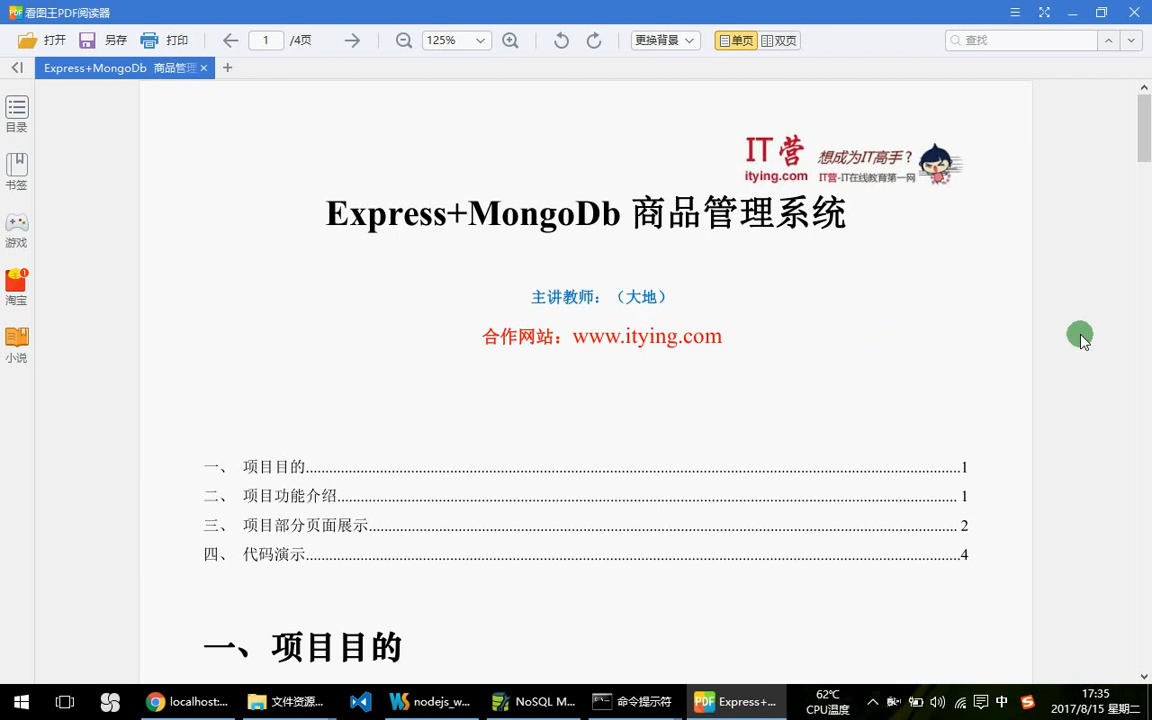 看图王PDF阅读器
打开 另存 打印 1 /4页 125% 更换背景 单页 双页 查找
Express+MongoDb 商品管理
目录
书签
游戏
1
淘宝
小说
IT营 想成为IT高手?
itying.com IT营-IT在线教育第一网
Express+MongoDb 商品管理系统
主讲教师：（大地）
合作网站：www.itying.com
一、 项目目的 1
二、 项目功能介绍 1
三、 项目部分页面展示 2
四、 代码演示 4
一、项目目的
localhost:... 文件资源... nodejs_w... NoSQL M... 命令提示符 Express+... 62℃ 中 17:35
CPU温度 2017/8/15 星期二